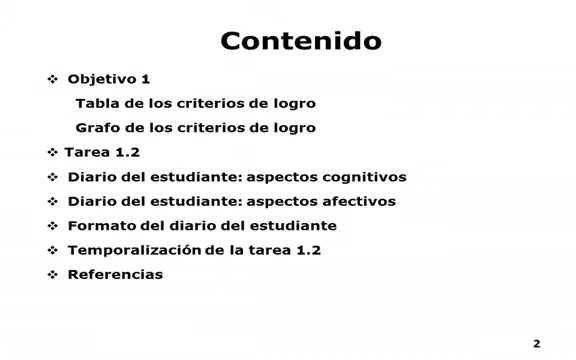 Contenido
❖ Objetivo 1
Tabla de los criterios de logro
Grafo de los criterios de logro
❖ Tarea 1.2
❖ Diario del estudiante: aspectos cognitivos
❖ Diario del estudiante: aspectos afectivos
❖ Formato del diario del estudiante
❖ Temporalización de la tarea 1.2
❖ Referencias
2